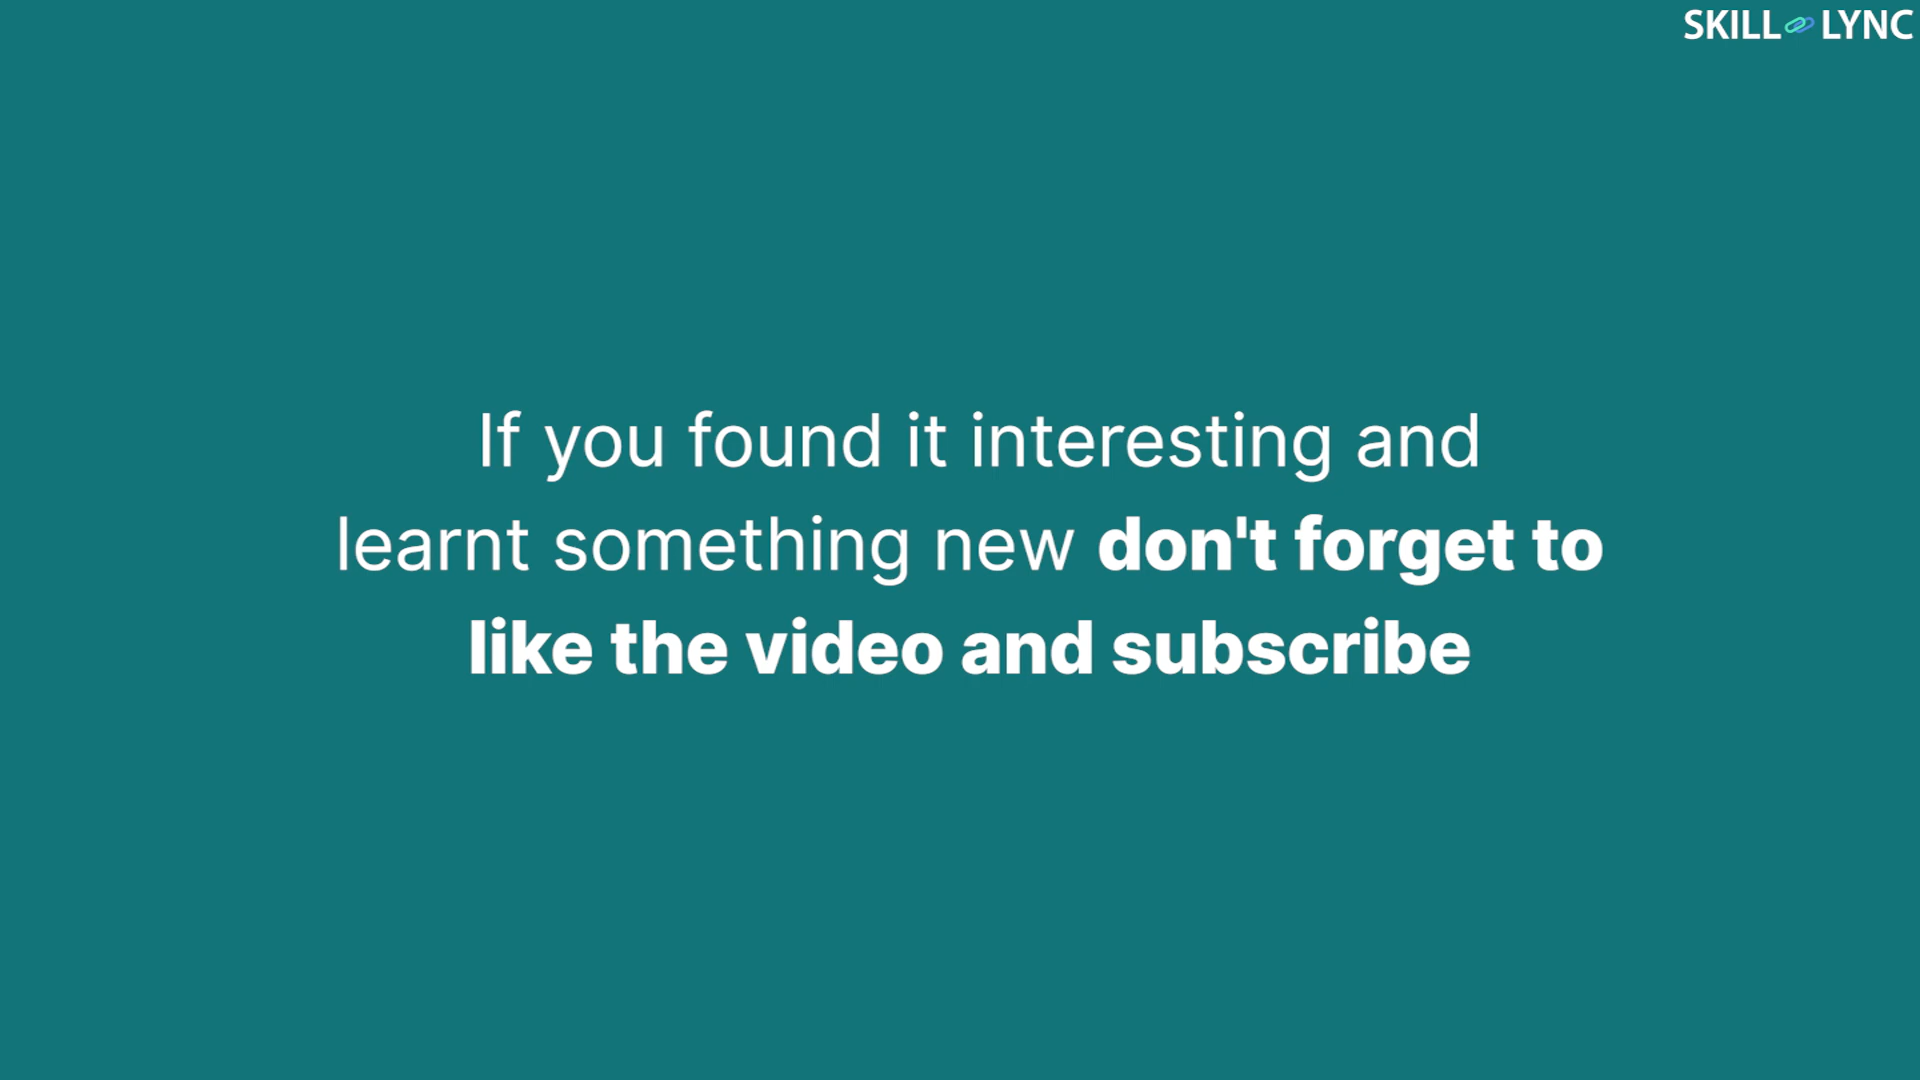 SKILL LYNC
If you found it interesting and
learnt something new don't forget to
like the video and subscribe